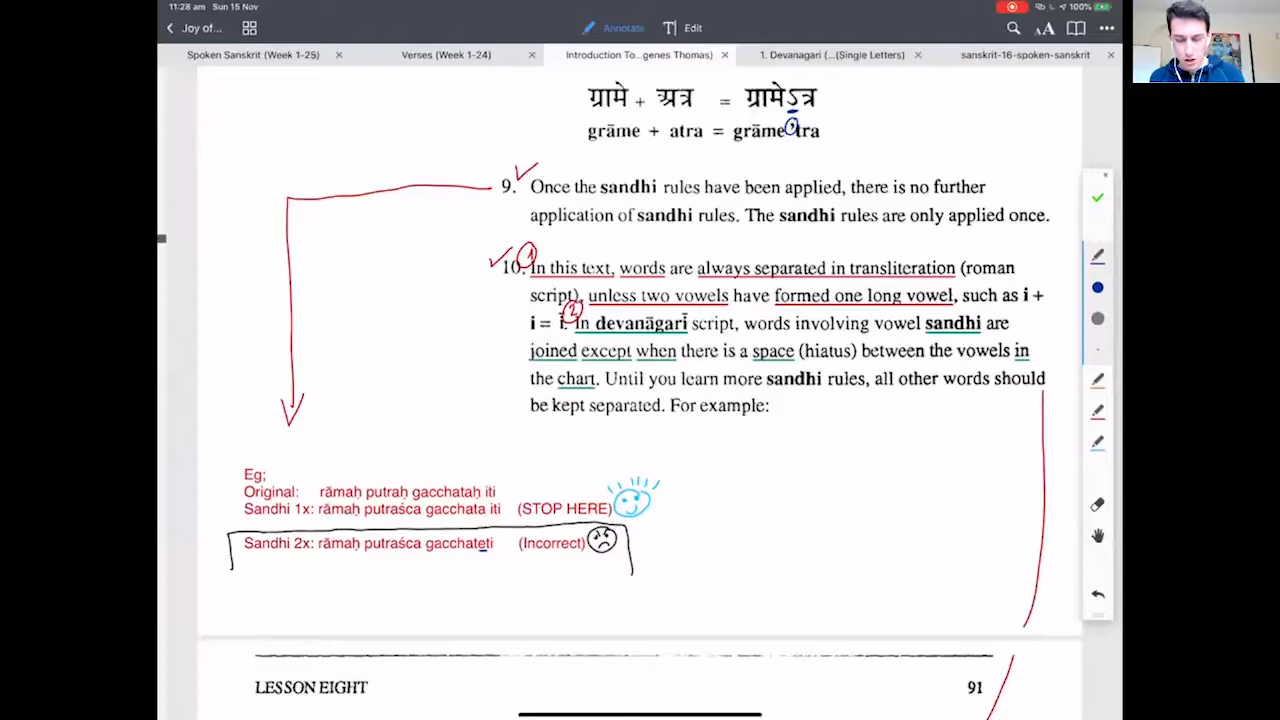 11:28 am Sun 15 Nov
100%
Joy of...
Annotate
Edit
AA
Spoken Sanskrit (Week 1-25)
Verses (Week 1-24)
Introduction To...genes Thomas)
1. Devanagari (...(Single Letters)
sanskrit-16-spoken-sanskrit
ग्रामे + अत्र = ग्रामेऽत्र
grāme + atra = grāme 'tra
9. Once the sandhi rules have been applied, there is no further
application of sandhi rules. The sandhi rules are only applied once.
1
10. In this text, words are always separated in transliteration (roman
script), unless two vowels have formed one long vowel, such as i +
2
i = ī. In devanāgarī script, words involving vowel sandhi are
joined except when there is a space (hiatus) between the vowels in
the chart. Until you learn more sandhi rules, all other words should
be kept separated. For example:
Eg;
Original: rāmaḥ putraḥ gacchataḥ iti
Sandhi 1x: rāmaḥ putraśca gacchata iti (STOP HERE)
Sandhi 2x: rāmaḥ putraśca gacchateti (Incorrect)
LESSON EIGHT
91